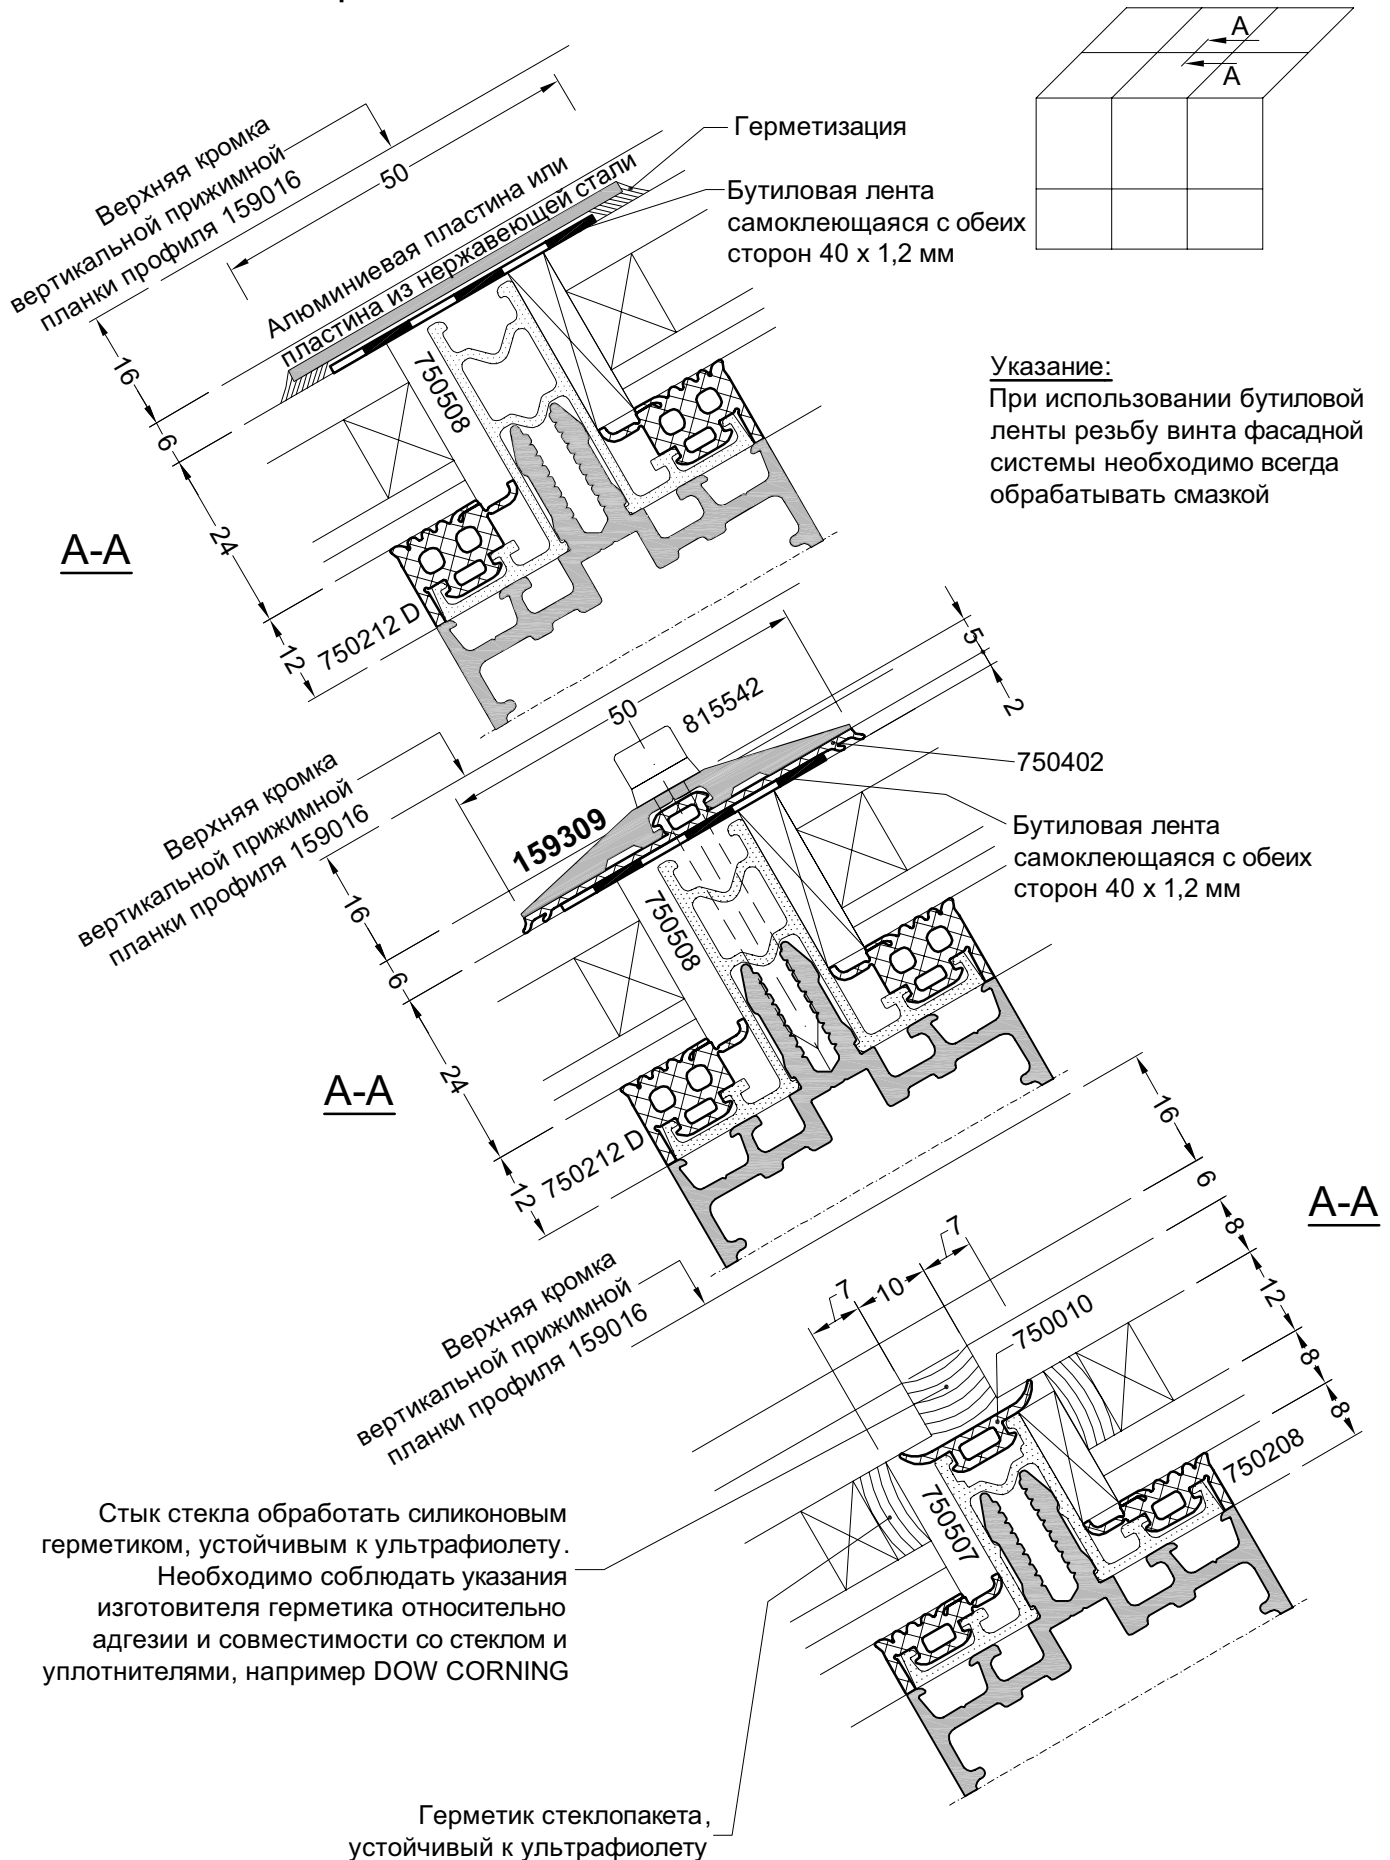 A
A
Герметизация
Верхняя кромка
вертикальной прижимной
планки профиля 159016
50
Алюминиевая пластина или
пластина из нержавеющей стали
Бутиловая лента
самоклеющаяся с обеих
сторон 40 x 1,2 мм
16
6
24
12
750508
750212 D
A-A
Указание:
При использовании бутиловой
ленты резьбу винта фасадной
системы необходимо всегда
обрабатывать смазкой
5
2
50
815542
750402
Верхняя кромка
вертикальной прижимной
планки профиля 159016
159309
Бутиловая лента
самоклеющаяся с обеих
сторон 40 x 1,2 мм
16
6
24
12
750508
750212 D
A-A
16
6
8
12
8
8
A-A
7
10
7
750010
Верхняя кромка
вертикальной прижимной
планки профиля 159016
750208
750507
Стык стекла обработать силиконовым
герметиком, устойчивым к ультрафиолету.
Необходимо соблюдать указания
изготовителя герметика относительно
адгезии и совместимости со стеклом и
уплотнителями, например DOW CORNING
Герметик стеклопакета,
устойчивый к ультрафиолету